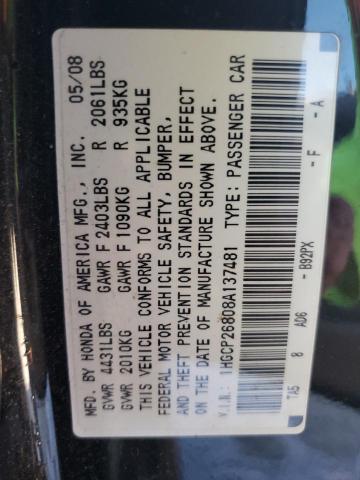 MFD. BY HONDA OF AMERICA MFG., INC. 05/08
GVWR 4431LBS GAWR F 2403LBS R 2061LBS
GVWR 2010KG GAWR F 1090KG R 935KG
THIS VEHICLE CONFORMS TO ALL APPLICABLE
FEDERAL MOTOR VEHICLE SAFETY, BUMPER,
AND THEFT PREVENTION STANDARDS IN EFFECT
ON THE DATE OF MANUFACTURE SHOWN ABOVE.
V.I.N.: 1HGCP26808A137481 TYPE: PASSENGER CAR
TA5 8 AD6 - B92PX - F - A